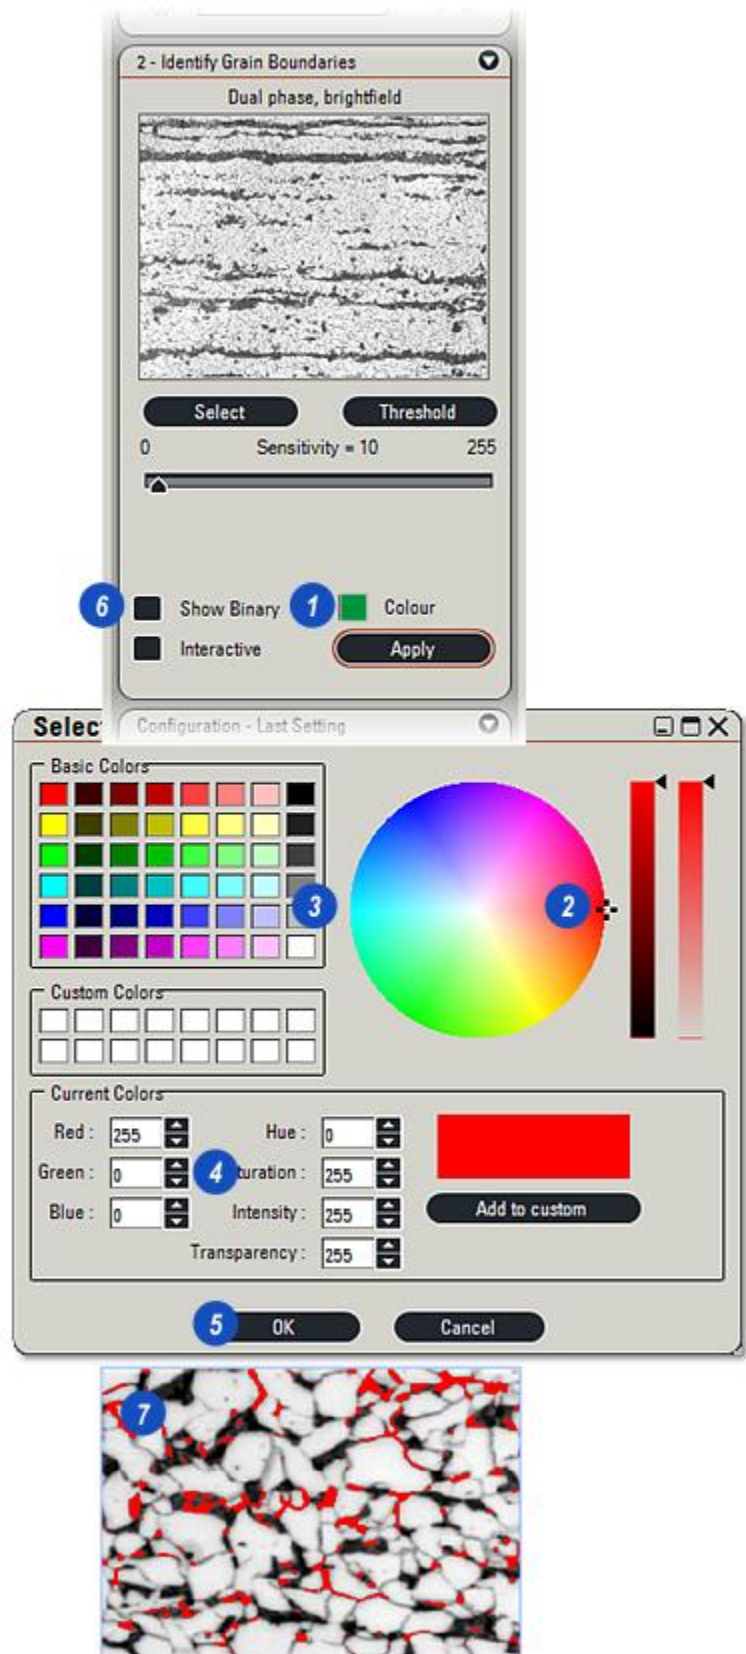 2 - Identify Grain Boundaries
Dual phase, brightfield
Select Threshold
0 Sensitivity = 10 255
6 Show Binary 1 Colour
Interactive Apply
Selec Configuration - Last Setting
Basic Colors
3 2
Custom Colors
Current Colors
Red : 255 Hue : 0
Green : 0 4 turation : 255
Blue : 0 Intensity : 255 Add to custom
Transparency : 255
5 OK Cancel
7